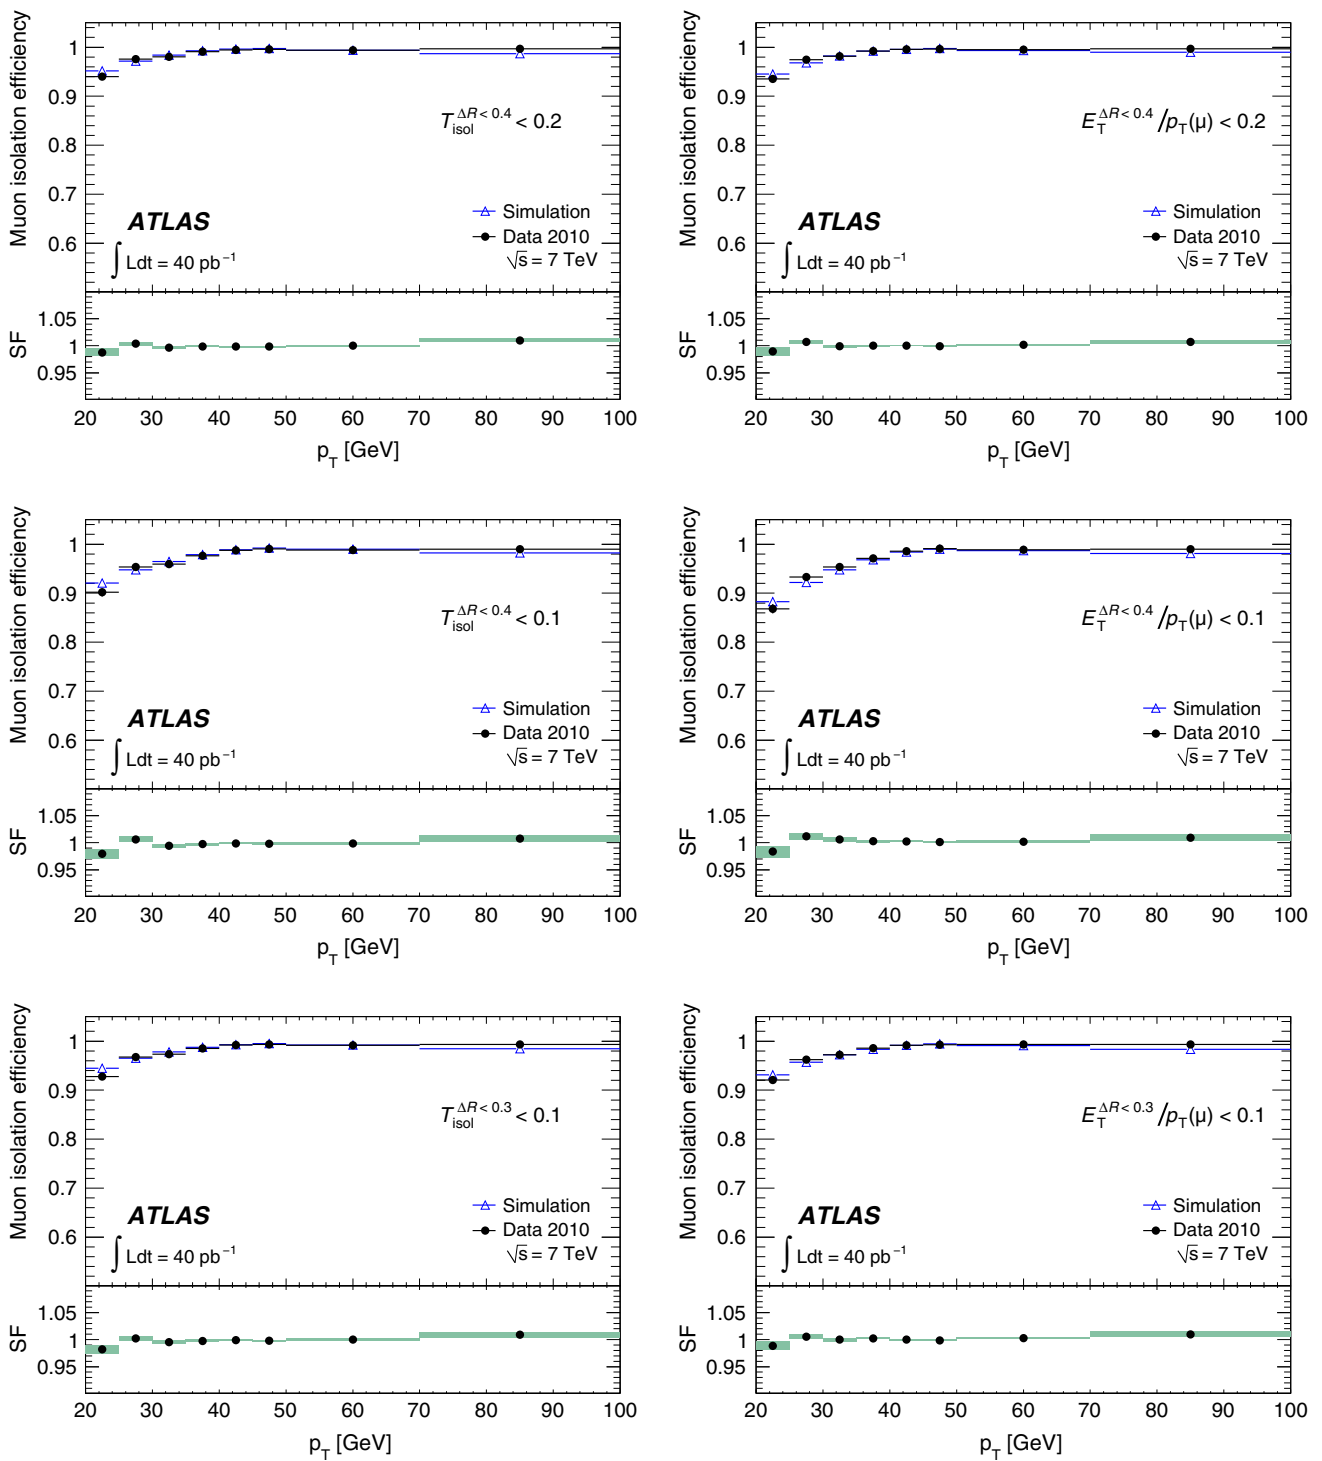 Muon isolation efficiency
1
0.9
0.8
0.7
0.6
T_isol^ΔR < 0.4 < 0.2
ATLAS
∫ Ldt = 40 pb⁻¹
Simulation
Data 2010
√s = 7 TeV
SF
1.05
1
0.95
20 30 40 50 60 70 80 90 100
p_T [GeV]
Muon isolation efficiency
1
0.9
0.8
0.7
0.6
E_T^ΔR < 0.4 /p_T(μ) < 0.2
ATLAS
∫ Ldt = 40 pb⁻¹
Simulation
Data 2010
√s = 7 TeV
SF
1.05
1
0.95
20 30 40 50 60 70 80 90 100
p_T [GeV]
Muon isolation efficiency
1
0.9
0.8
0.7
0.6
T_isol^ΔR < 0.4 < 0.1
ATLAS
∫ Ldt = 40 pb⁻¹
Simulation
Data 2010
√s = 7 TeV
SF
1.05
1
0.95
20 30 40 50 60 70 80 90 100
p_T [GeV]
Muon isolation efficiency
1
0.9
0.8
0.7
0.6
E_T^ΔR < 0.4 /p_T(μ) < 0.1
ATLAS
∫ Ldt = 40 pb⁻¹
Simulation
Data 2010
√s = 7 TeV
SF
1.05
1
0.95
20 30 40 50 60 70 80 90 100
p_T [GeV]
Muon isolation efficiency
1
0.9
0.8
0.7
0.6
T_isol^ΔR < 0.3 < 0.1
ATLAS
∫ Ldt = 40 pb⁻¹
Simulation
Data 2010
√s = 7 TeV
SF
1.05
1
0.95
20 30 40 50 60 70 80 90 100
p_T [GeV]
Muon isolation efficiency
1
0.9
0.8
0.7
0.6
E_T^ΔR < 0.3 /p_T(μ) < 0.1
ATLAS
∫ Ldt = 40 pb⁻¹
Simulation
Data 2010
√s = 7 TeV
SF
1.05
1
0.95
20 30 40 50 60 70 80 90 100
p_T [GeV]